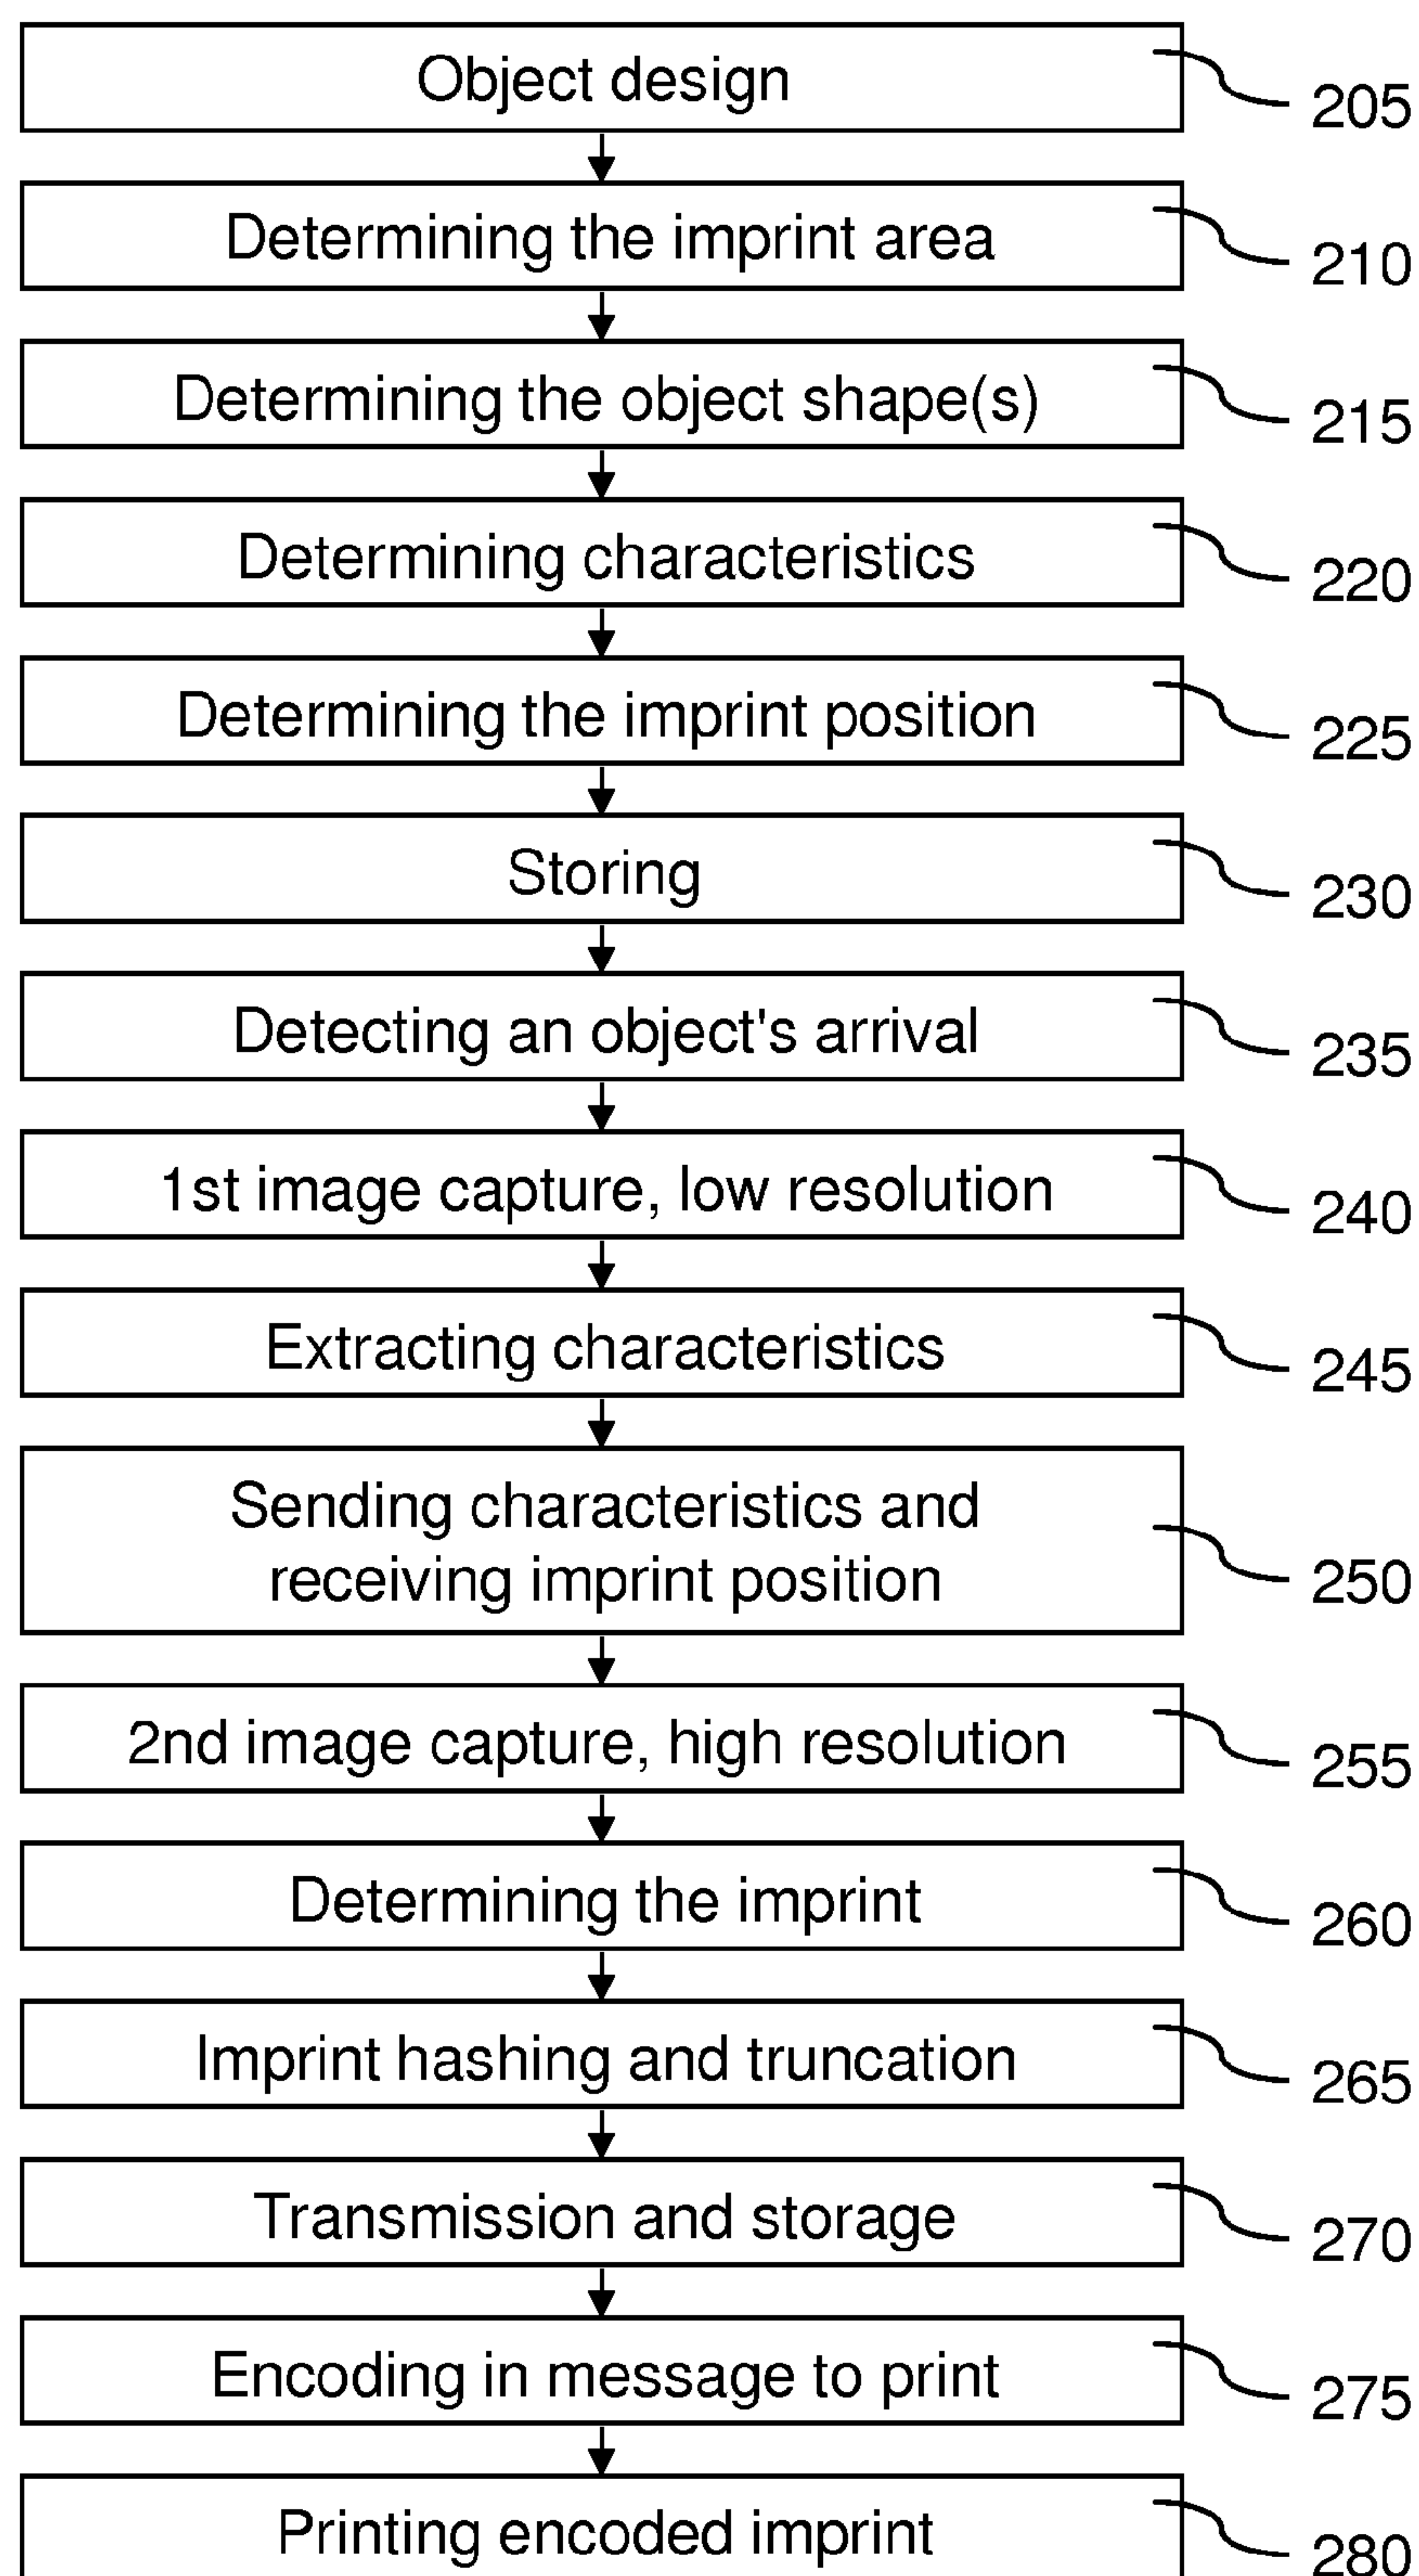 Object design
205
Determining the imprint area
210
Determining the object shape(s)
215
Determining characteristics
220
Determining the imprint position
225
Storing
230
Detecting an object's arrival
235
1st image capture, low resolution
240
Extracting characteristics
245
Sending characteristics and
receiving imprint position
250
2nd image capture, high resolution
255
Determining the imprint
260
Imprint hashing and truncation
265
Transmission and storage
270
Encoding in message to print
275
Printing encoded imprint
280